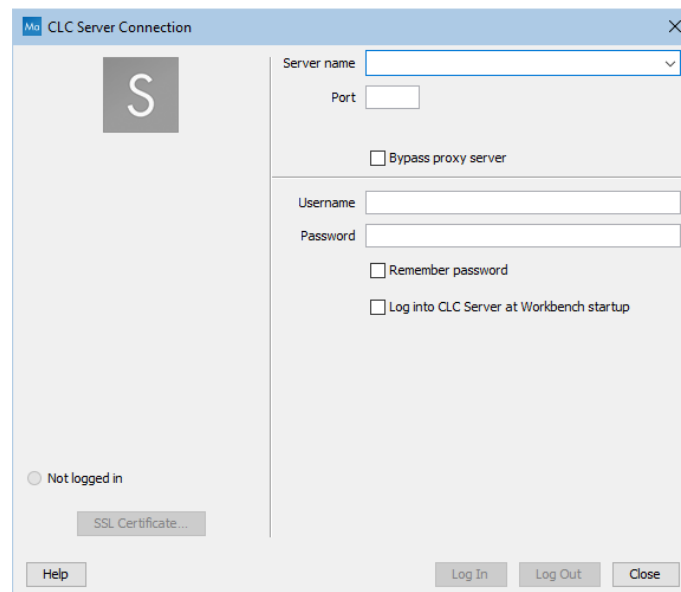 Ma CLC Server Connection
S
Server name
Port
Bypass proxy server
Username
Password
Remember password
Log into CLC Server at Workbench startup
Not logged in
SSL Certificate...
Help Log In Log Out Close